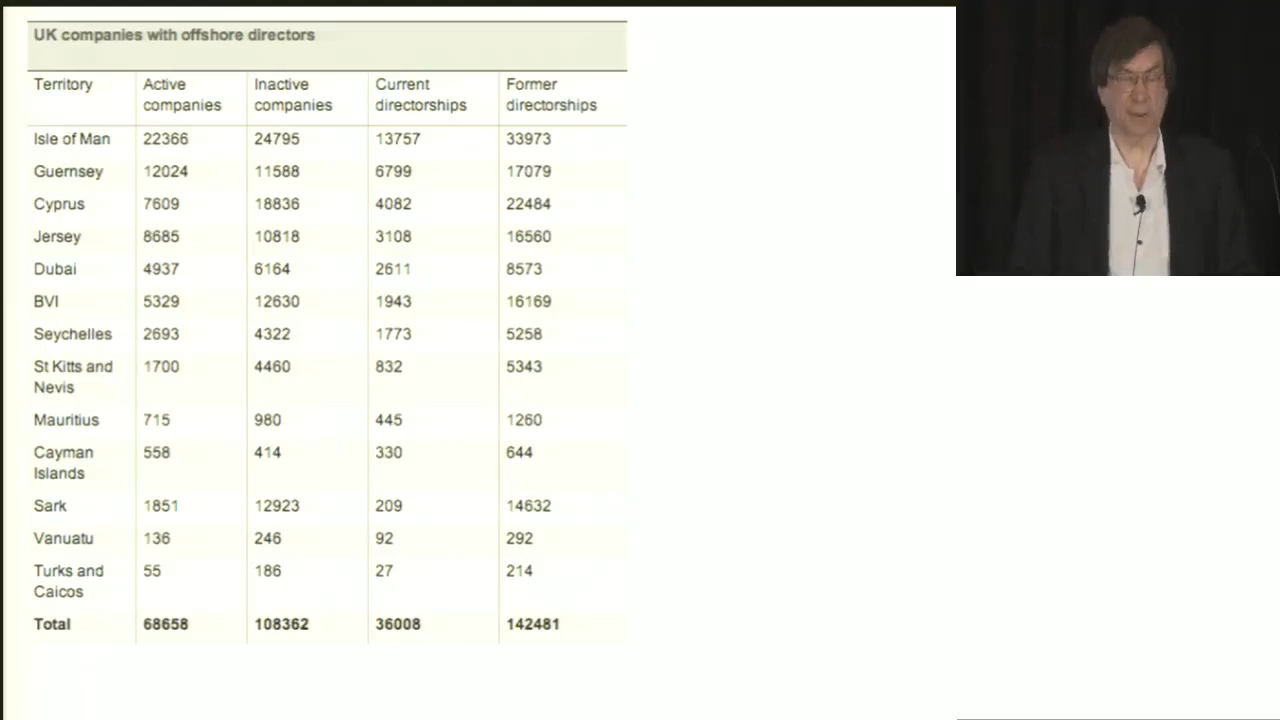 UK companies with offshore directors
Territory Active companies Inactive companies Current directorships Former directorships
Isle of Man 22366 24795 13757 33973
Guernsey 12024 11588 6799 17079
Cyprus 7609 18836 4082 22484
Jersey 8685 10818 3108 16560
Dubai 4937 6164 2611 8573
BVI 5329 12630 1943 16169
Seychelles 2693 4322 1773 5258
St Kitts and Nevis 1700 4460 832 5343
Mauritius 715 980 445 1260
Cayman Islands 558 414 330 644
Sark 1851 12923 209 14632
Vanuatu 136 246 92 292
Turks and Caicos 55 186 27 214
Total 68658 108362 36008 142481